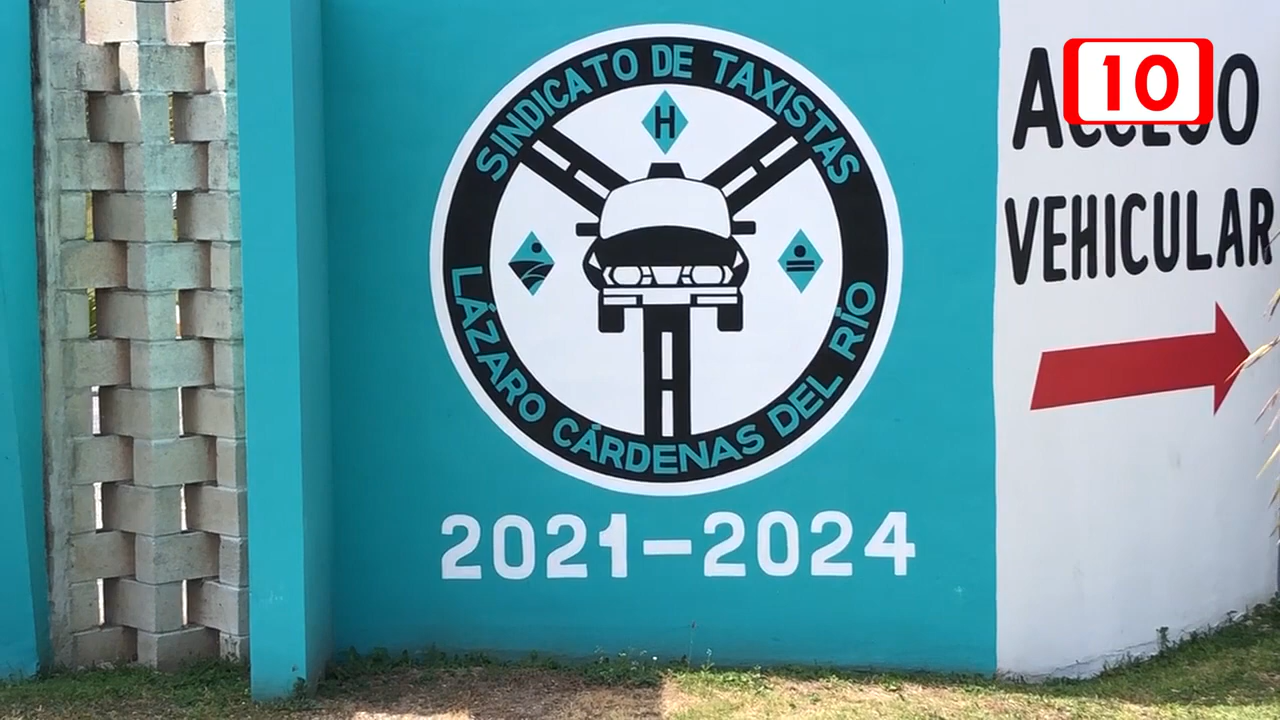 SINDICATO DE TAXISTAS
H
LÁZARO CÁRDENAS DEL RÍO
2021-2024
10
VEHICULAR